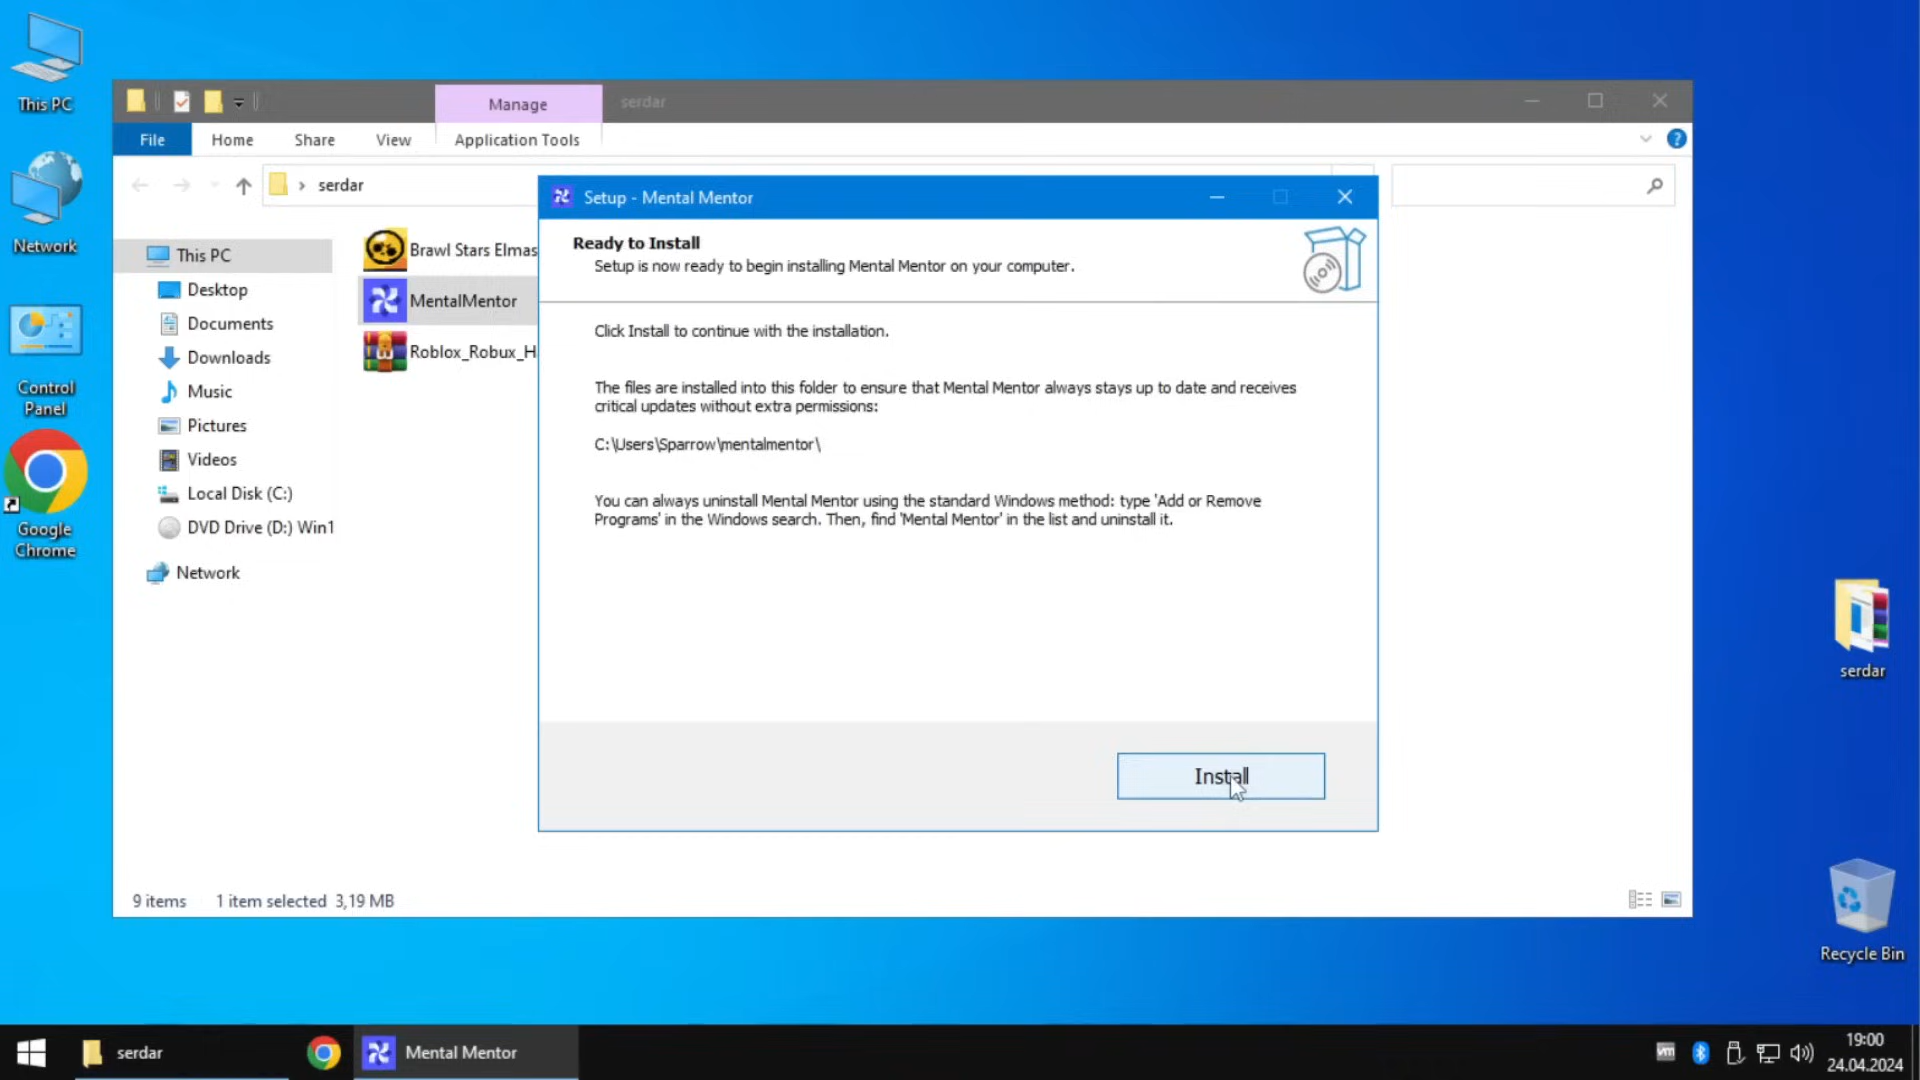 This PC
Network
Control
Panel
Google
Chrome
Manage
serdar
File
Home
Share
View
Application Tools
serdar
This PC
Desktop
Documents
Downloads
Music
Pictures
Videos
Local Disk (C:)
DVD Drive (D:) Win1
Network
Brawl Stars Elmas
MentalMentor
Roblox_Robux_H
9 items
1 item selected 3,19 MB
Setup - Mental Mentor
Ready to Install
Setup is now ready to begin installing Mental Mentor on your computer.
Click Install to continue with the installation.
The files are installed into this folder to ensure that Mental Mentor always stays up to date and receives
critical updates without extra permissions:
C:\Users\Sparrow\mentalmentor\
You can always uninstall Mental Mentor using the standard Windows method: type 'Add or Remove
Programs' in the Windows search. Then, find 'Mental Mentor' in the list and uninstall it.
Install
serdar
Recycle Bin
serdar
Mental Mentor
vm
19:00
24.04.2024